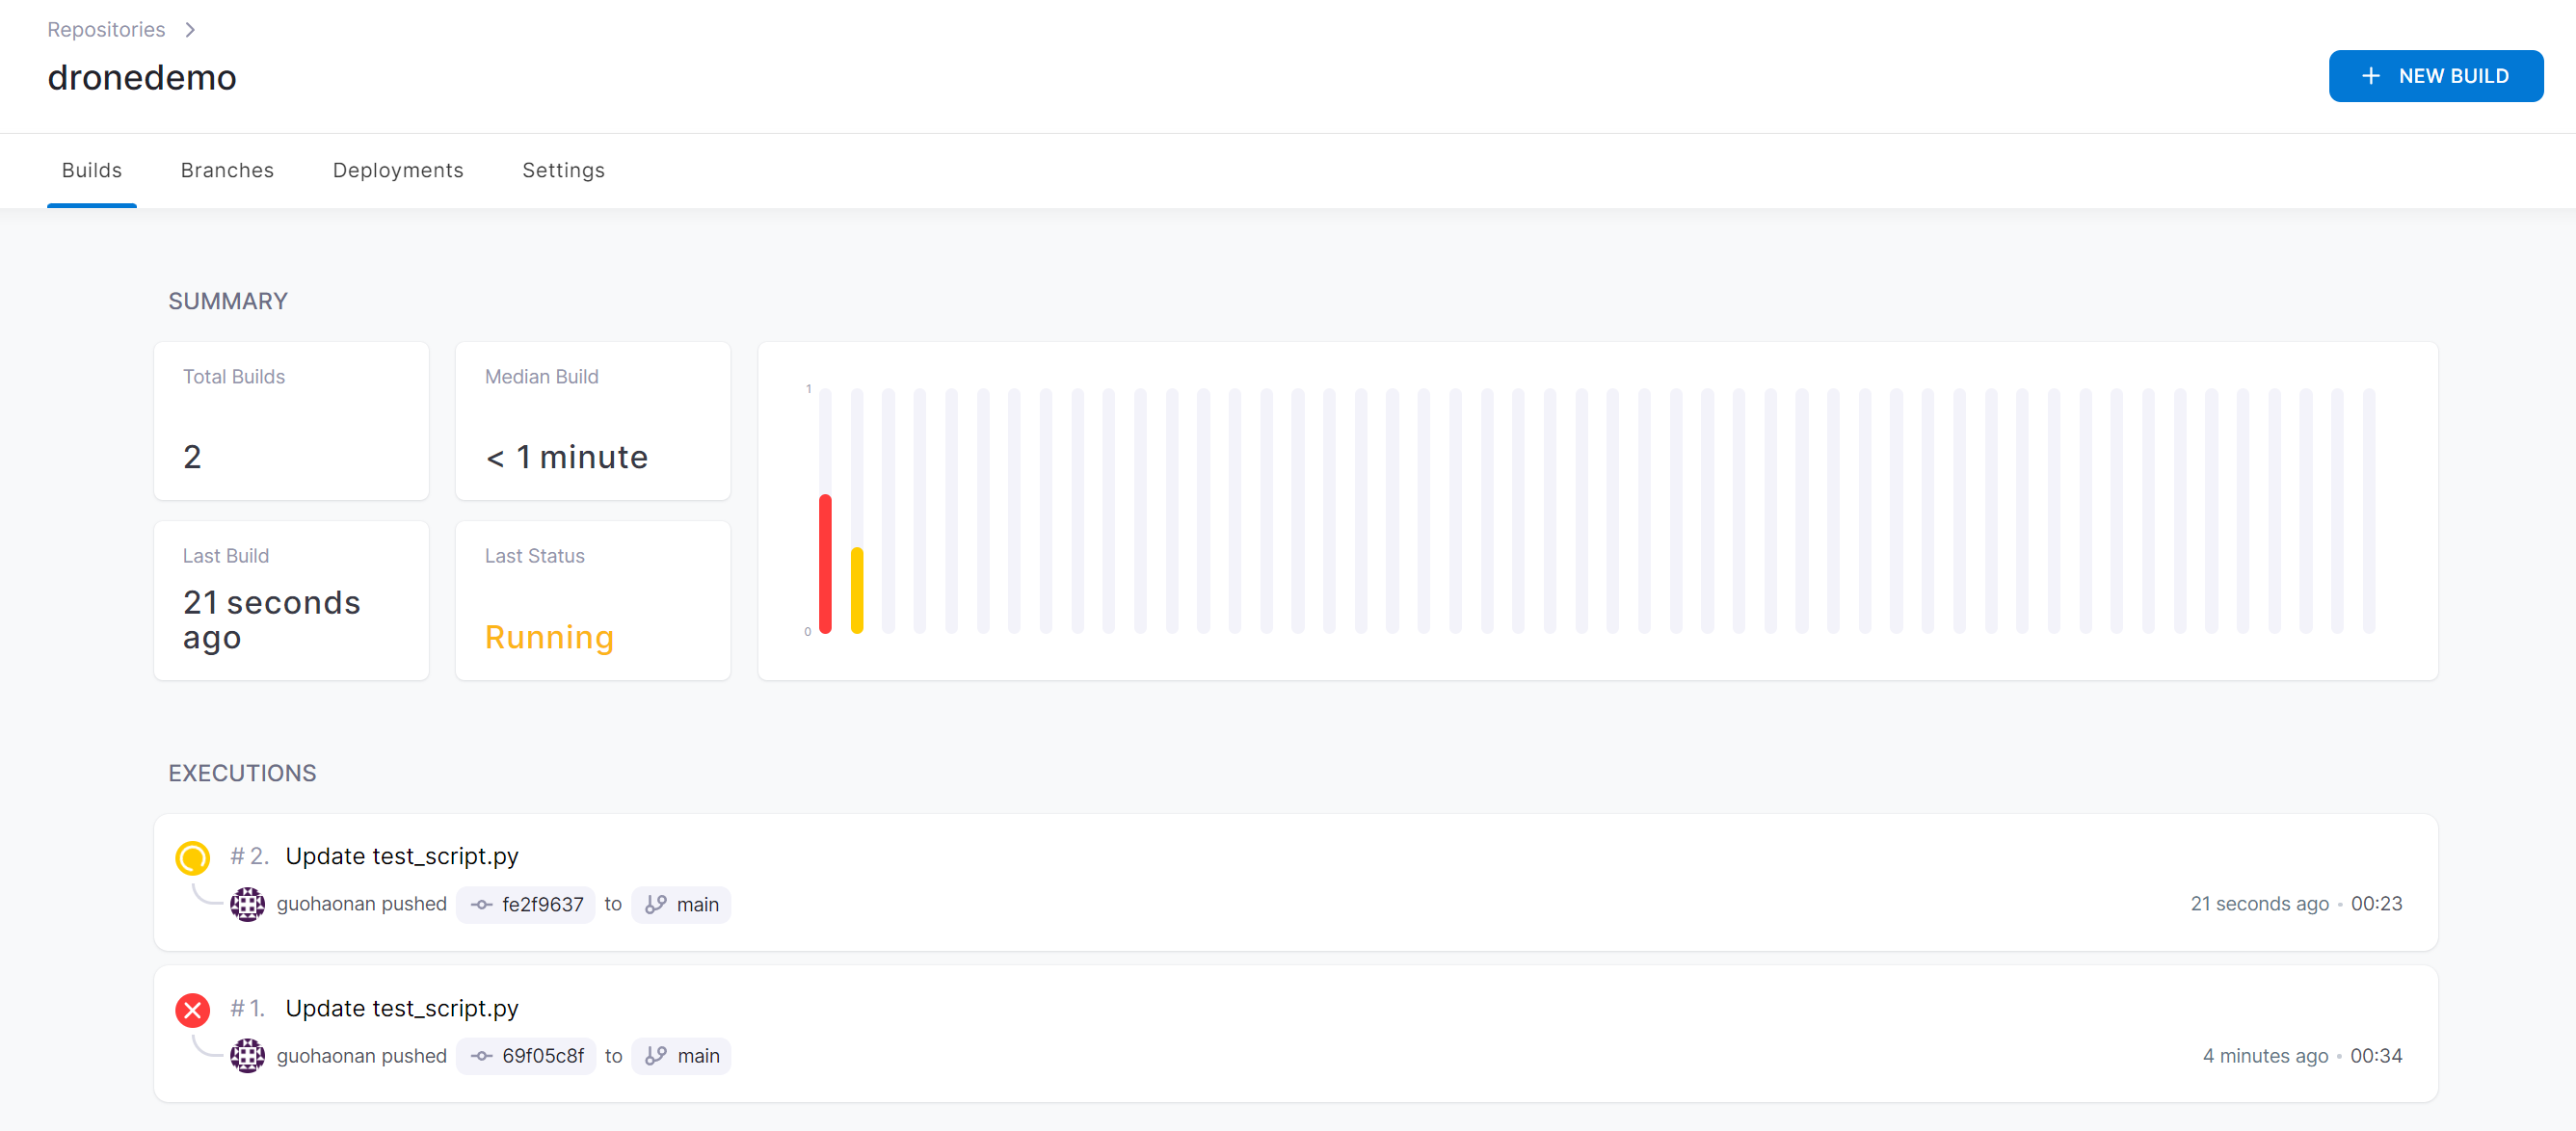 Repositories
dronedemo
NEW BUILD
Builds Branches Deployments Settings
SUMMARY
Total Builds
2
Median Build
< 1 minute
Last Build
21 seconds
ago
Last Status
Running
1
0
EXECUTIONS
#2. Update test_script.py
guohaonan pushed fe2f9637 to main 21 seconds ago • 00:23
#1. Update test_script.py
guohaonan pushed 69f05c8f to main 4 minutes ago • 00:34